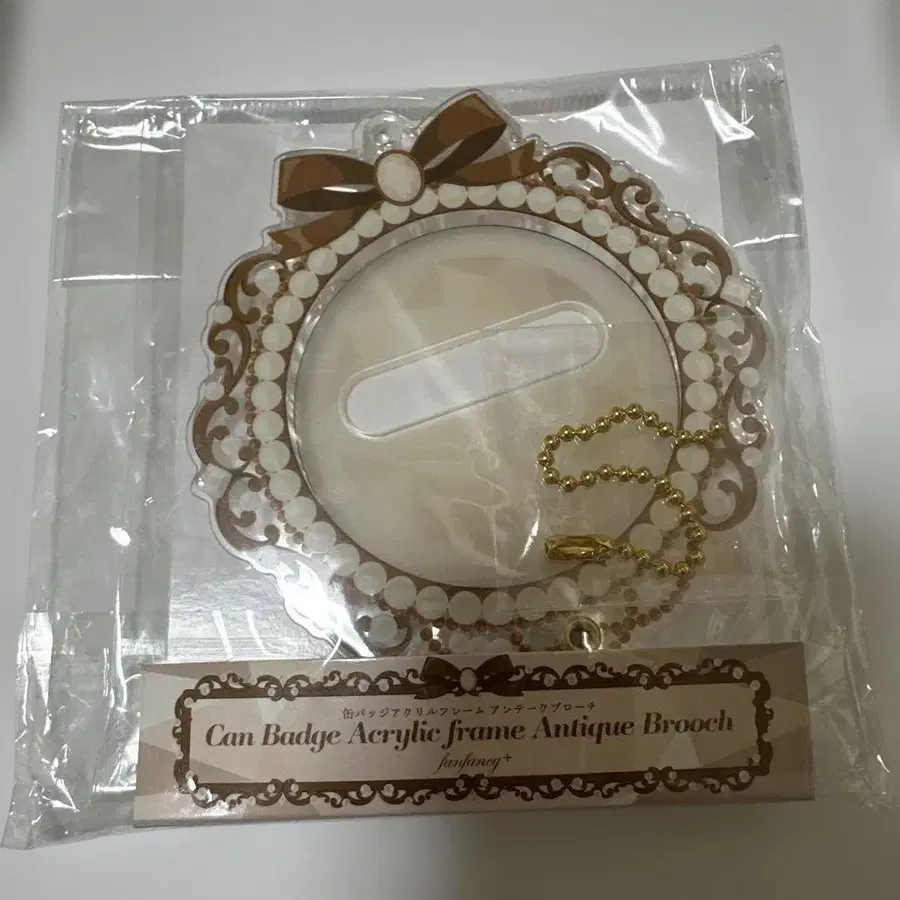 缶バッジアクリルフレーム アンティークブローチ
Can Badge Acrylic frame Antique Brooch
fanfancy+